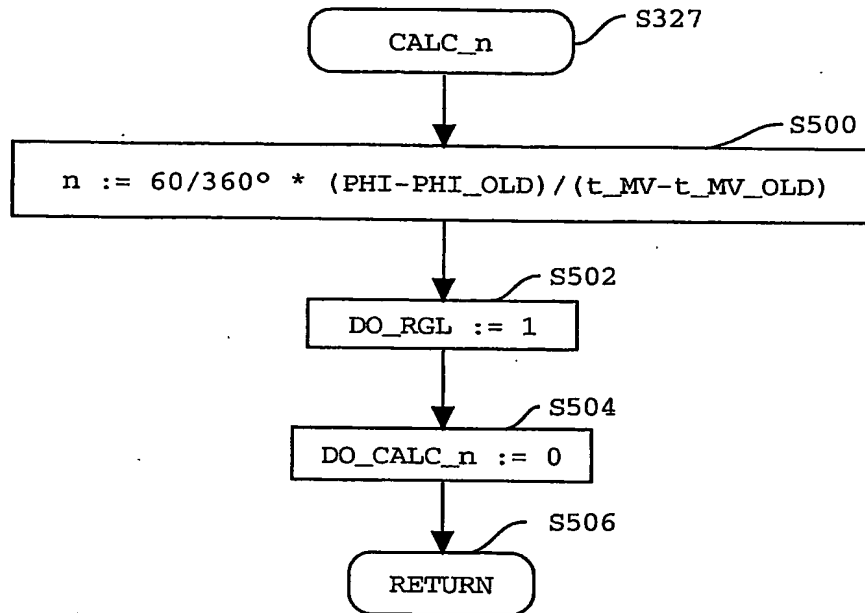 CALC_n
S327
S500
n := 60/360° * (PHI-PHI_OLD)/(t_MV-t_MV_OLD)
S502
DO_RGL := 1
S504
DO_CALC_n := 0
S506
RETURN